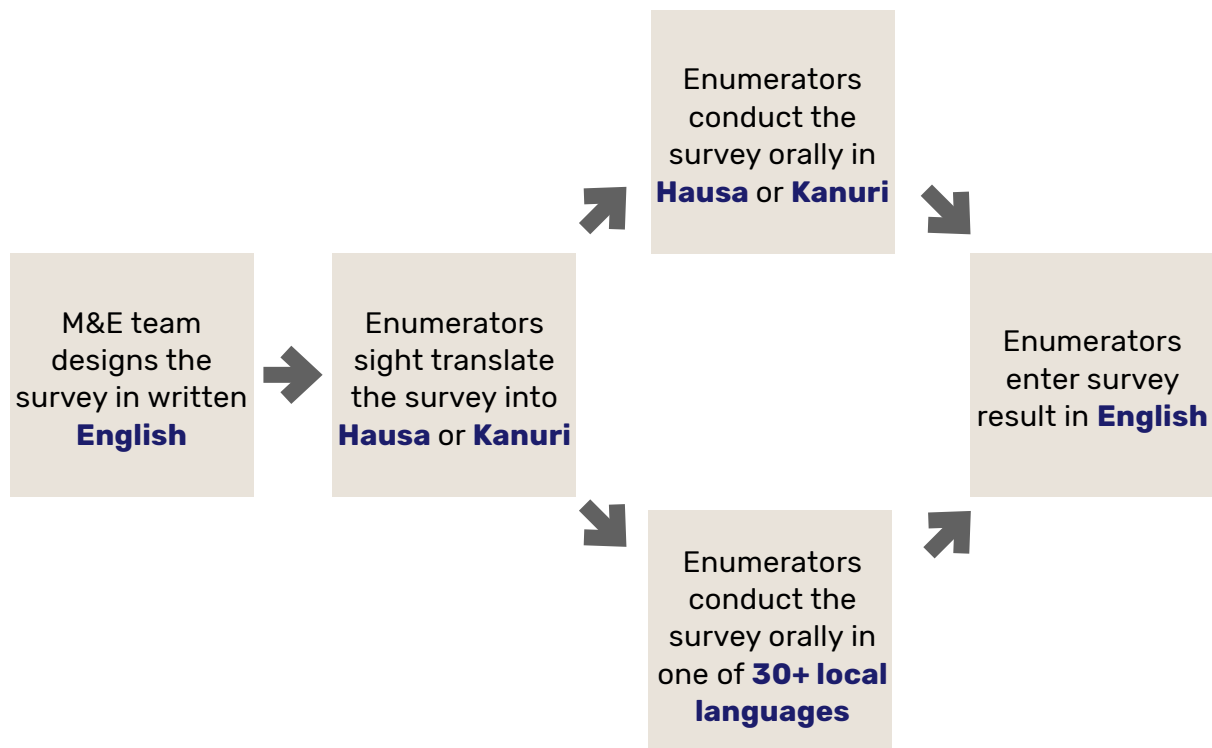 M&E team
designs the
survey in written
English
Enumerators
sight translate
the survey into
Hausa or Kanuri
Enumerators
conduct the
survey orally in
Hausa or Kanuri
Enumerators
conduct the
survey orally in
one of 30+ local
languages
Enumerators
enter survey
result in English